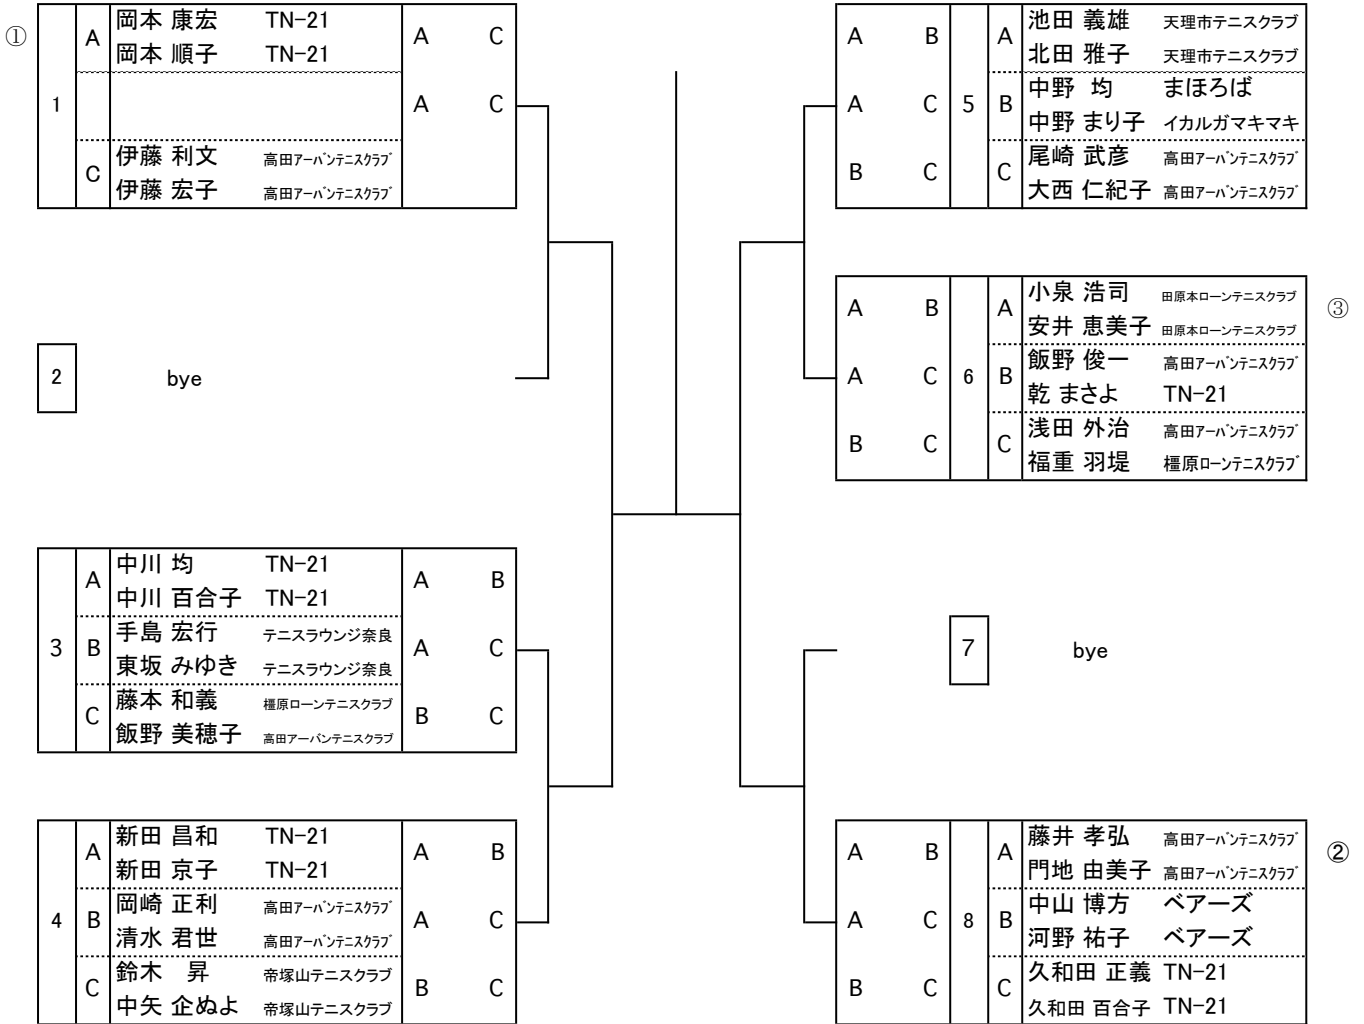 ①
1
A
岡本 康宏 TN-21
岡本 順子 TN-21
C
伊藤 利文 高田アーバンテニスクラブ
伊藤 宏子 高田アーバンテニスクラブ
A C
A C
2 bye
3
A
中川 均 TN-21
中川 百合子 TN-21
B
手島 宏行 テニスラウンジ奈良
東坂 みゆき テニスラウンジ奈良
C
藤本 和義 橿原ローンテニスクラブ
飯野 美穂子 高田アーバンテニスクラブ
A B
A C
B C
4
A
新田 昌和 TN-21
新田 京子 TN-21
B
岡崎 正利 高田アーバンテニスクラブ
清水 君世 高田アーバンテニスクラブ
C
鈴木 昇 帝塚山テニスクラブ
中矢 企ぬよ 帝塚山テニスクラブ
A B
A C
B C
A B
A C
B C
5
A
池田 義雄 天理市テニスクラブ
北田 雅子 天理市テニスクラブ
B
中野 均 まほろば
中野 まり子 イカルガマキマキ
C
尾崎 武彦 高田アーバンテニスクラブ
大西 仁紀子 高田アーバンテニスクラブ
A B
A C
B C
6
A
小泉 浩司 田原本ローンテニスクラブ
安井 恵美子 田原本ローンテニスクラブ
B
飯野 俊一 高田アーバンテニスクラブ
乾 まさよ TN-21
C
浅田 外治 高田アーバンテニスクラブ
福重 羽堤 橿原ローンテニスクラブ
③
7 bye
A B
A C
B C
8
A
藤井 孝弘 高田アーバンテニスクラブ
門地 由美子 高田アーバンテニスクラブ
B
中山 博方 ベアーズ
河野 祐子 ベアーズ
C
久和田 正義 TN-21
久和田 百合子 TN-21
②